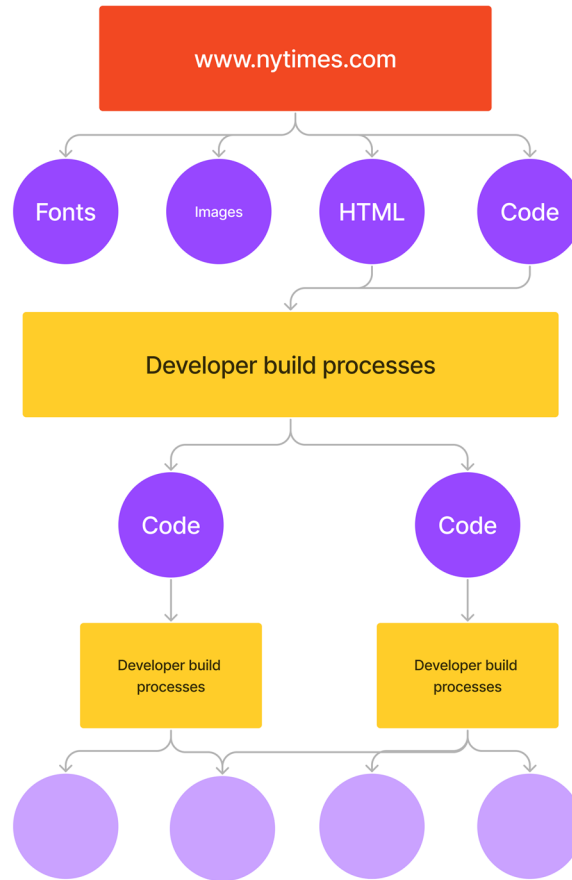 www.nytimes.com
Fonts
Images
HTML
Code
Developer build processes
Code
Code
Developer build
processes
Developer build
processes